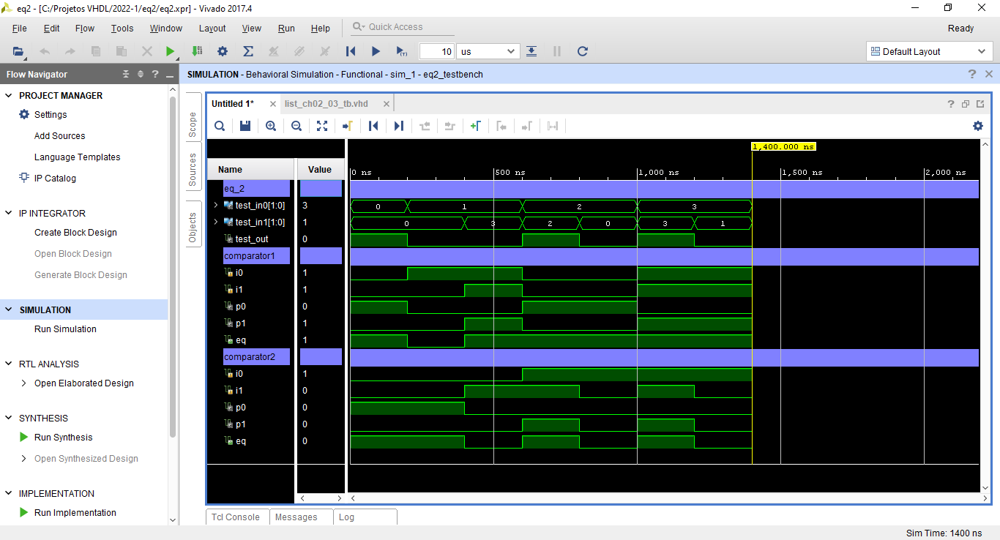 eq2 - [C:/Projetos VHDL/2022-1/eq2/eq2.xpr] - Vivado 2017.4
File Edit Flow Tools Window Layout View Run Help Quick Access Ready
10 us Default Layout
Flow Navigator
SIMULATION - Behavioral Simulation - Functional - sim_1 - eq2_testbench
PROJECT MANAGER
Settings
Add Sources
Language Templates
IP Catalog
IP INTEGRATOR
Create Block Design
Open Block Design
Generate Block Design
SIMULATION
Run Simulation
RTL ANALYSIS
Open Elaborated Design
SYNTHESIS
Run Synthesis
Open Synthesized Design
IMPLEMENTATION
Run Implementation
Scope
Sources
Objects
Untitled 1* list_ch02_03_tb.vhd
1,400.000 ns
Name Value 0 ns 500 ns 1,000 ns 1,500 ns 2,000 ns
eq_2
test_in0[1:0] 3 0 1 2 3
test_in1[1:0] 1 0 3 2 0 3 1
test_out 0
comparator1
i0 1
i1 1
p0 0
p1 1
eq 1
comparator2
i0 1
i1 0
p0 0
p1 0
eq 0
Tcl Console Messages Log
Sim Time: 1400 ns